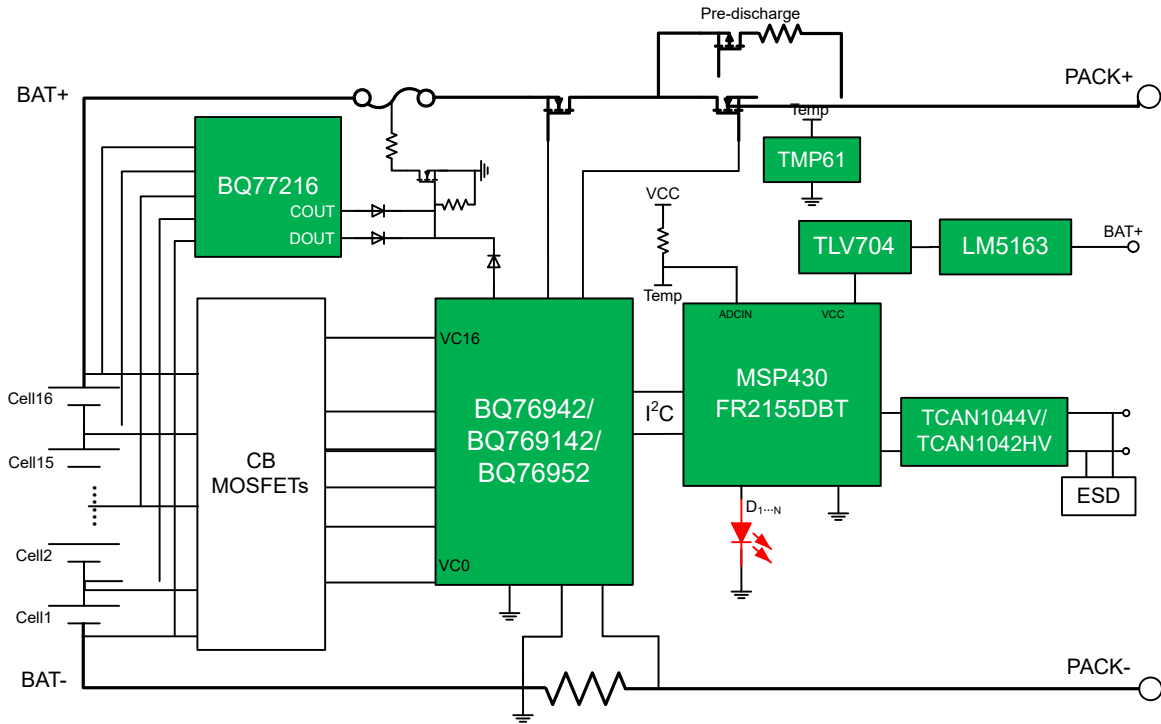 Pre-discharge
BAT+
PACK+
Temp
BQ77216
COUT
DOUT
TMP61
VCC
TLV704
LM5163
BAT+
Temp
ADCIN
VCC
VC16
MSP430
FR2155DBT
Cell16
BQ76942/
BQ769142/
BQ76952
I²C
TCAN1044V/
TCAN1042HV
Cell15
CB
MOSFETs
ESD
D₁...N
Cell2
VC0
Cell1
BAT-
PACK-